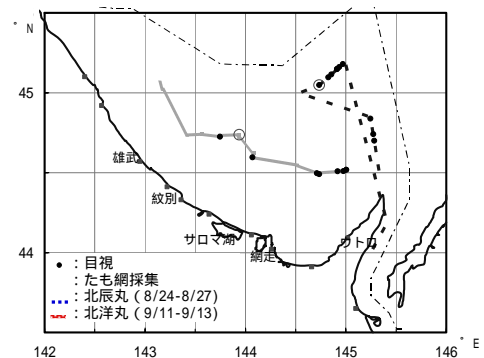 ° N
45
雄武
紋別
サロマ湖
網走
ウトロ
44
: 目視
: たも網採集
: 北辰丸 ( 8/24-8/27)
: 北洋丸 ( 9/11-9/13)
142 143 144 145 146
° E